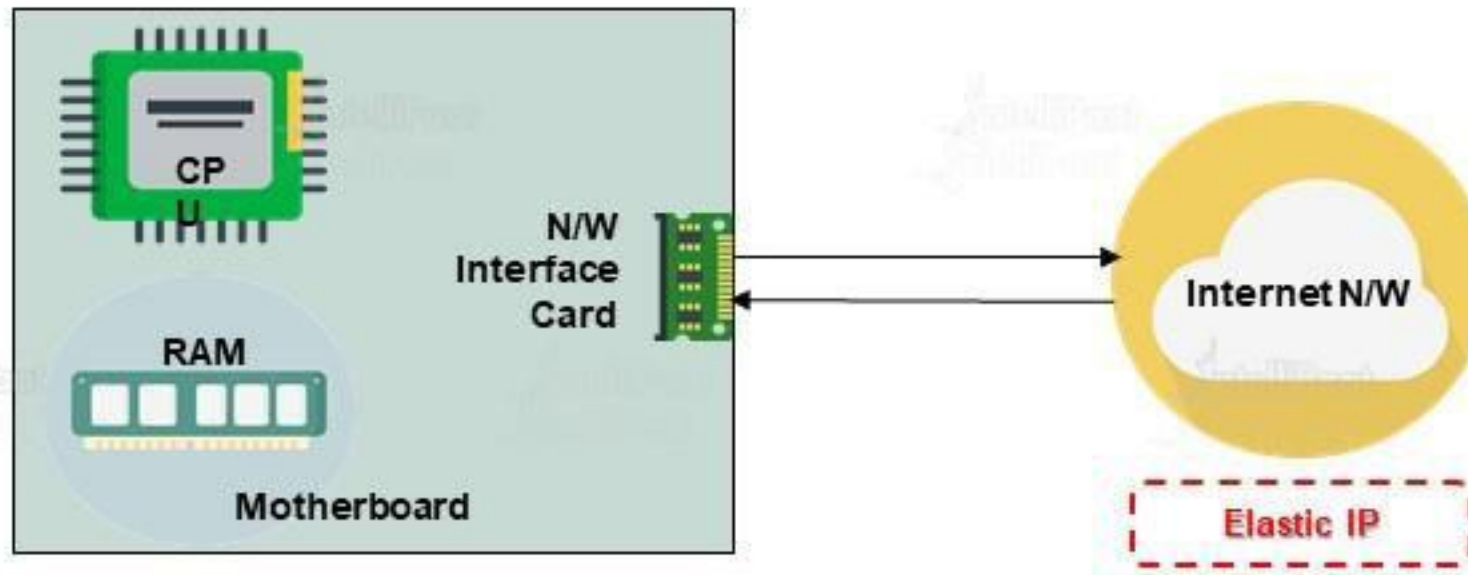 CP
U
N/W
Interface
Card
RAM
Motherboard
Internet N/W
Elastic IP